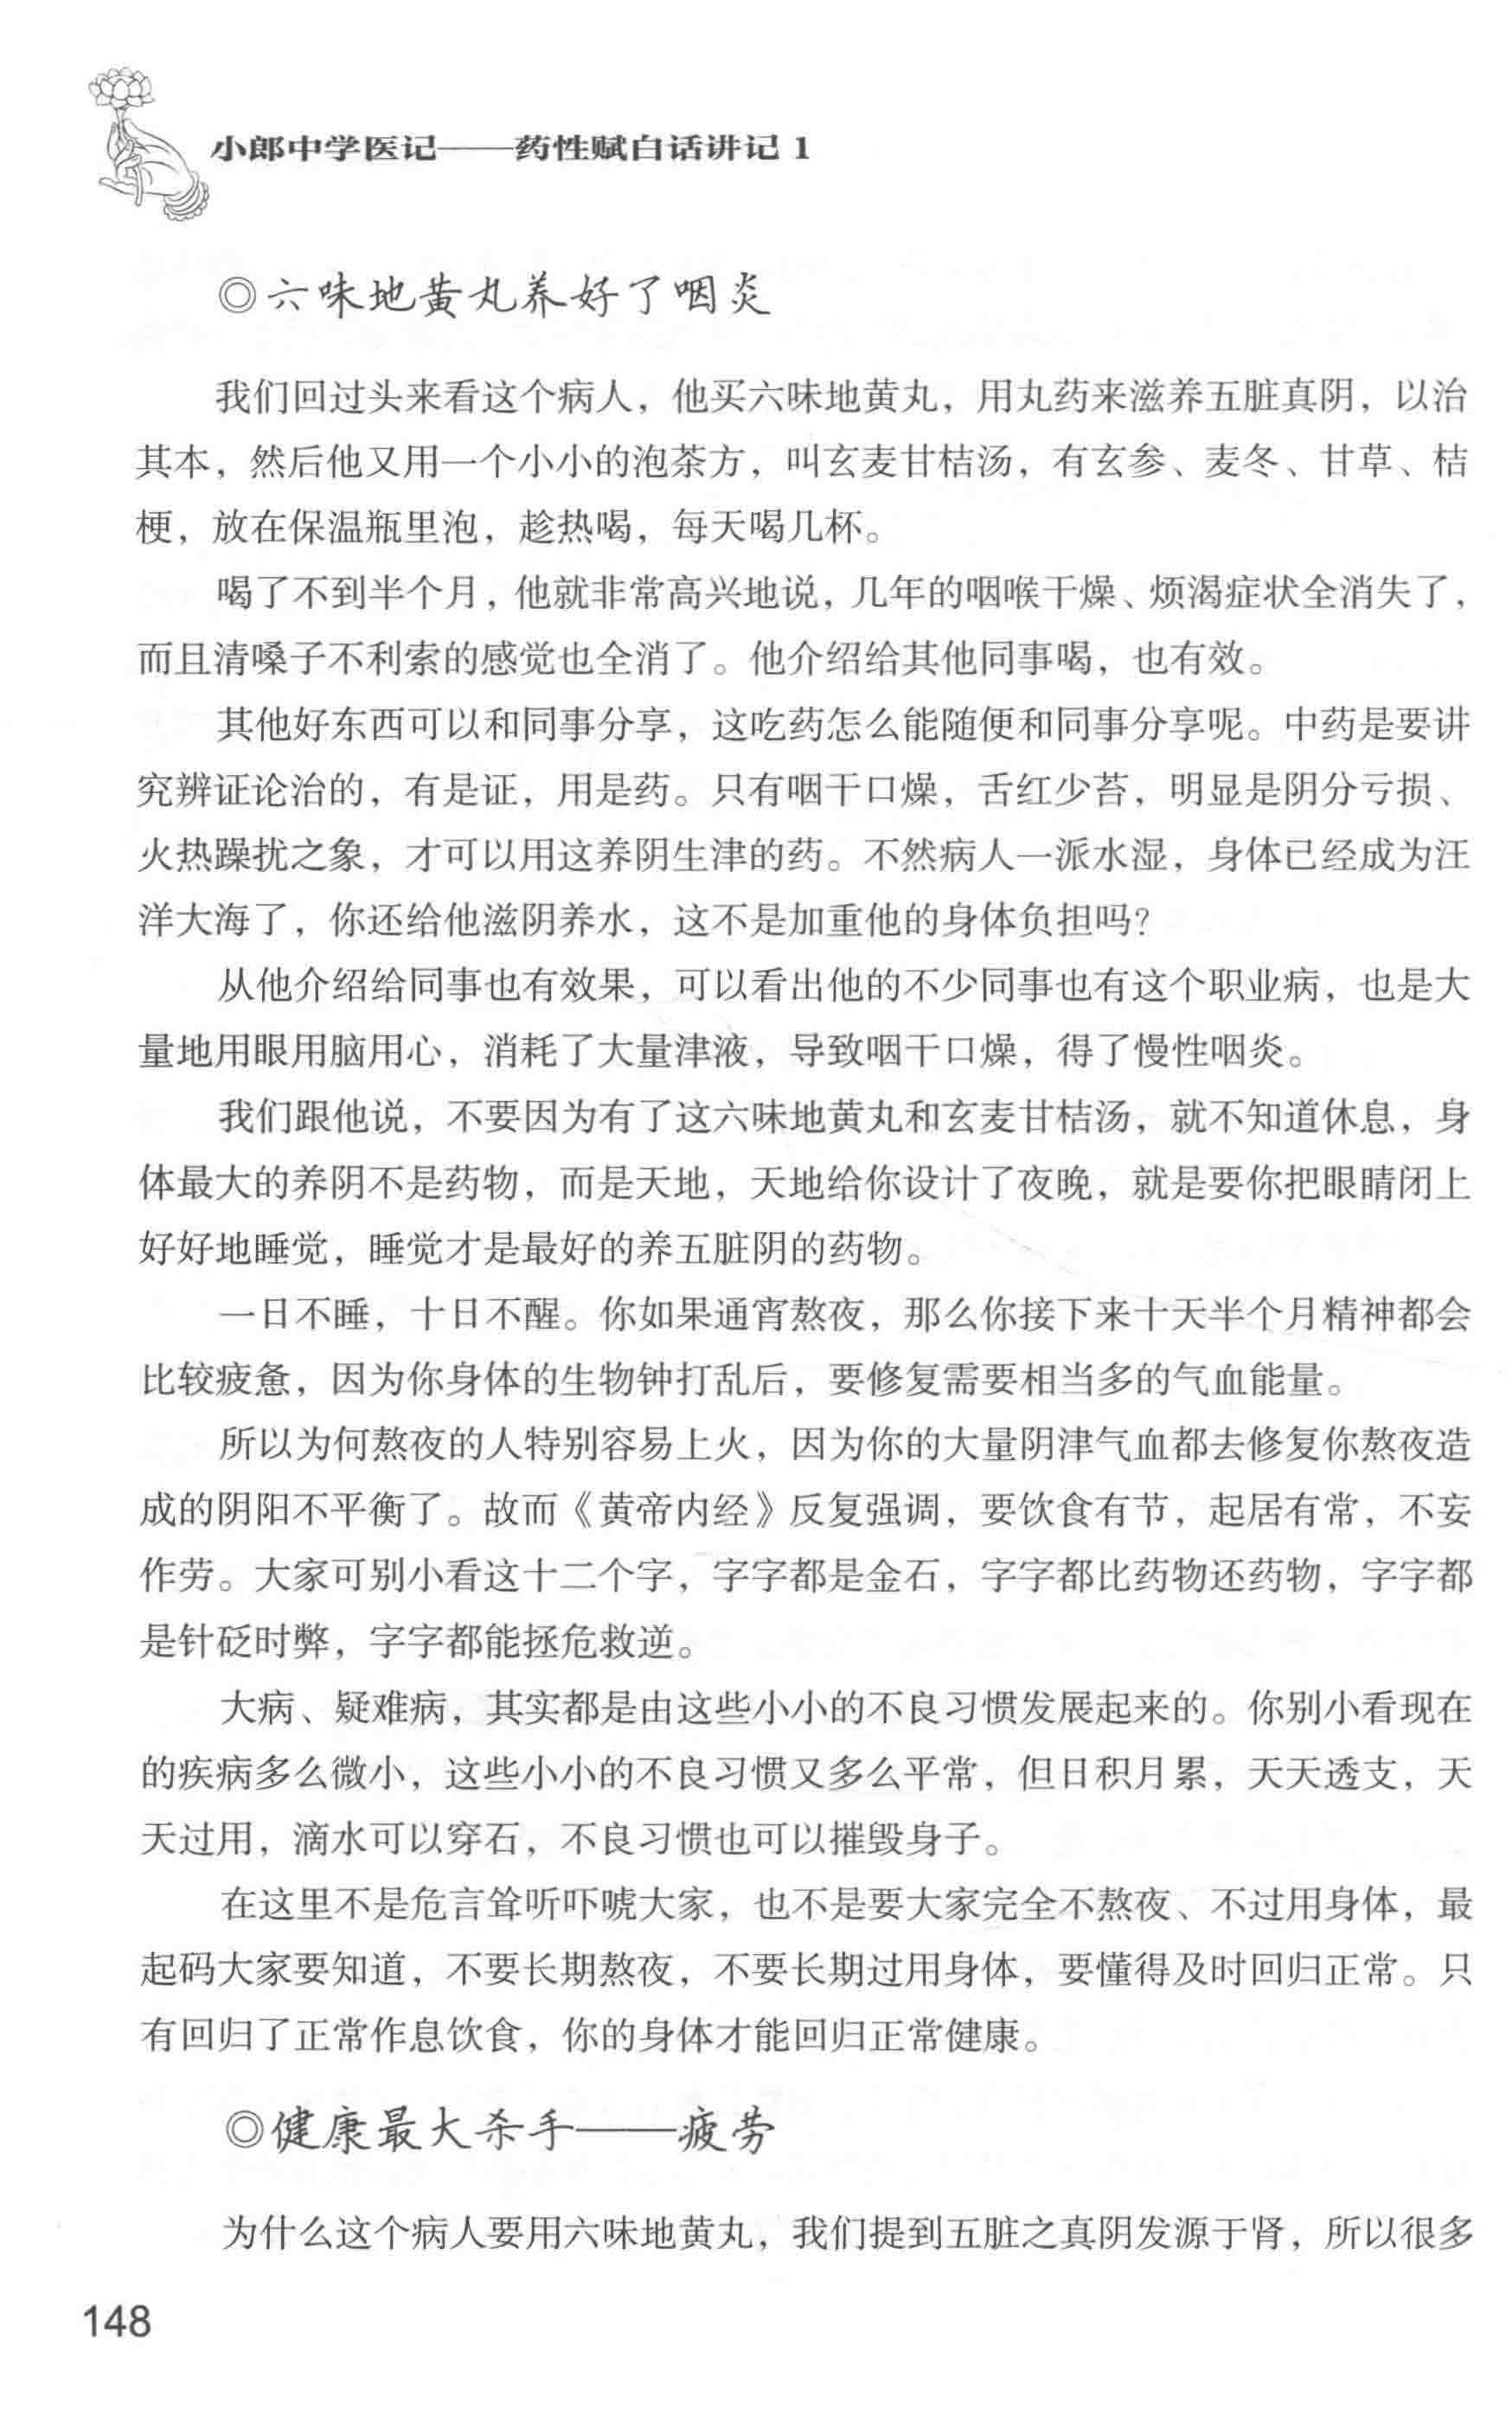 小郎中学医记——药性赋白话讲记 1
◎六味地黄丸养好了咽炎
我们回过头来看这个病人，他买六味地黄丸，用丸药来滋养五脏真阴，以治
其本，然后他又用一个小小的泡茶方，叫玄麦甘桔汤，有玄参、麦冬、甘草、桔
梗，放在保温瓶里泡，趁热喝，每天喝几杯。
喝了不到半个月，他就非常高兴地说，几年的咽喉干燥、烦渴症状全消失了，
而且清嗓子不利索的感觉也全消了。他介绍给其他同事喝，也有效。
其他好东西可以和同事分享，这吃药怎么能随便和同事分享呢。中药是要讲
究辨证论治的，有是证，用是药。只有咽干口燥，舌红少苔，明显是阴分亏损、
火热躁扰之象，才可以用这养阴生津的药。不然病人一派水湿，身体已经成为汪
洋大海了，你还给他滋阴养水，这不是加重他的身体负担吗？
从他介绍给同事也有效果，可以看出他的不少同事也有这个职业病，也是大
量地用眼用脑用心，消耗了大量津液，导致咽干口燥，得了慢性咽炎。
我们跟他说，不要因为有了这六味地黄丸和玄麦甘桔汤，就不知道休息，身
体最大的养阴不是药物，而是天地，天地给你设计了夜晚，就是要你把眼睛闭上
好好地睡觉，睡觉才是最好的养五脏阴的药物。
一日不睡，十日不醒。你如果通宵熬夜，那么你接下来十天半个月精神都会
比较疲惫，因为你身体的生物钟打乱后，要修复需要相当多的气血能量。
所以为何熬夜的人特别容易上火，因为你的大量阴津气血都去修复你熬夜造
成的阴阳不平衡了。故而《黄帝内经》反复强调，要饮食有节，起居有常，不妄
作劳。大家可别小看这十二个字，字字都是金石，字字都比药物还药物，字字都
是针砭时弊，字字都能拯危救逆。
大病、疑难病，其实都是由这些小小的不良习惯发展起来的。你别小看现在
的疾病多么微小，这些小小的不良习惯又多么平常，但日积月累，天天透支，天
天过用，滴水可以穿石，不良习惯也可以摧毁身子。
在这里不是危言耸听吓唬大家，也不是要大家完全不熬夜、不过用身体，最
起码大家要知道，不要长期熬夜，不要长期过用身体，要懂得及时回归正常。只
有回归了正常作息饮食，你的身体才能回归正常健康。
◎健康最大杀手——疲劳
为什么这个病人要用六味地黄丸，我们提到五脏之真阴发源于肾，所以很多
148